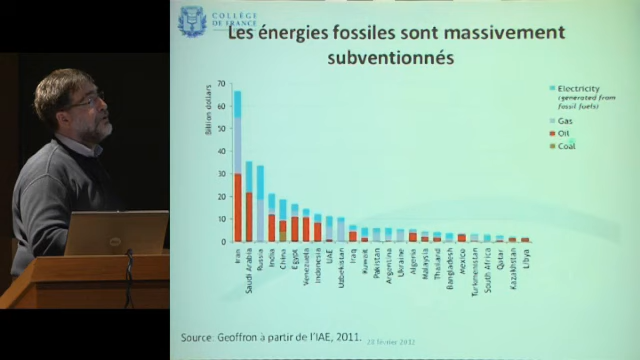 COLLÈGE
DE FRANCE
Les énergies fossiles sont massivement
subventionnés
Billion dollars
70
60
50
40
30
20
10
0
Electricity
(generated from
fossil fuels)
Gas
Oil
Coal
Iran
Saudi Arabia
Russia
India
China
Egypt
Venezuela
Indonesia
UAE
Uzbekistan
Iraq
Kuwait
Pakistan
Argentina
Ukraine
Algeria
Malaysia
Thailand
Bangladesh
Mexico
Turkmenistan
South Africa
Qatar
Kazakhstan
Libya
Source: Geoffron à partir de l'IAE, 2011.
20 février 2012